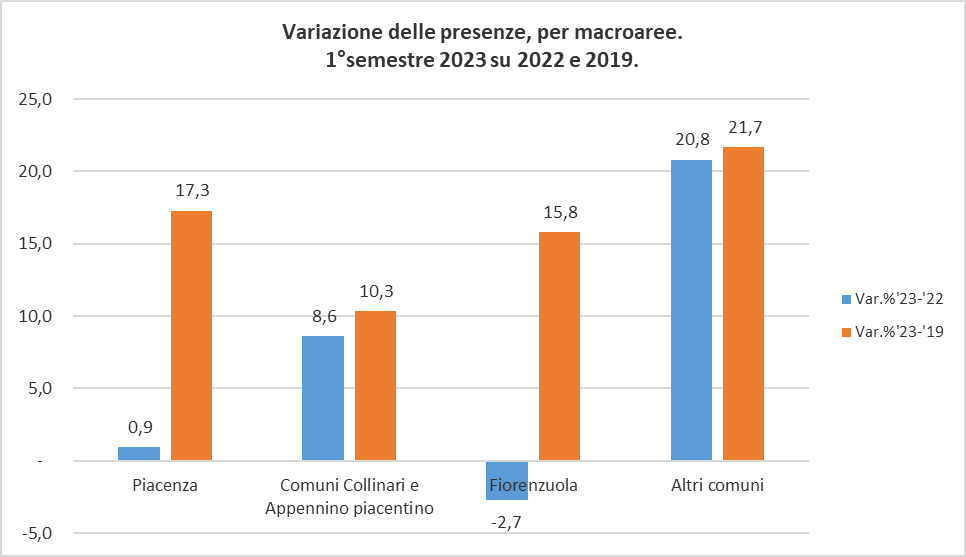 Variazione delle presenze, per macroaree.
1°semestre 2023 su 2022 e 2019.
25,0
20,0
15,0
10,0
5,0
-
-5,0
0,9
17,3
8,6
10,3
-2,7
15,8
20,8
21,7
Piacenza
Comuni Collinari e
Appennino piacentino
Fiorenzuola
Altri comuni
Var.%'23-'22
Var.%'23-'19